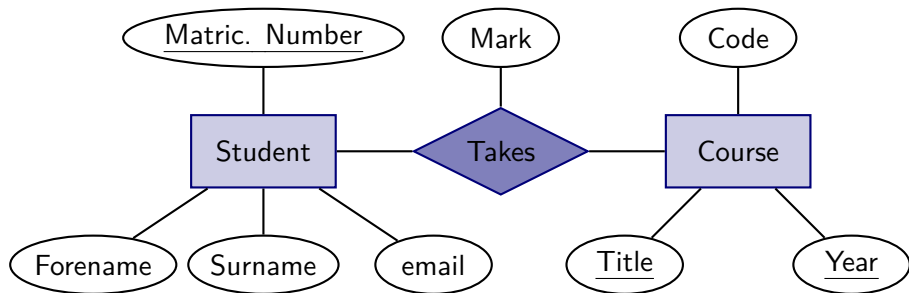 Matric. Number
Mark
Code
Student
Takes
Course
Forename
Surname
email
Title
Year